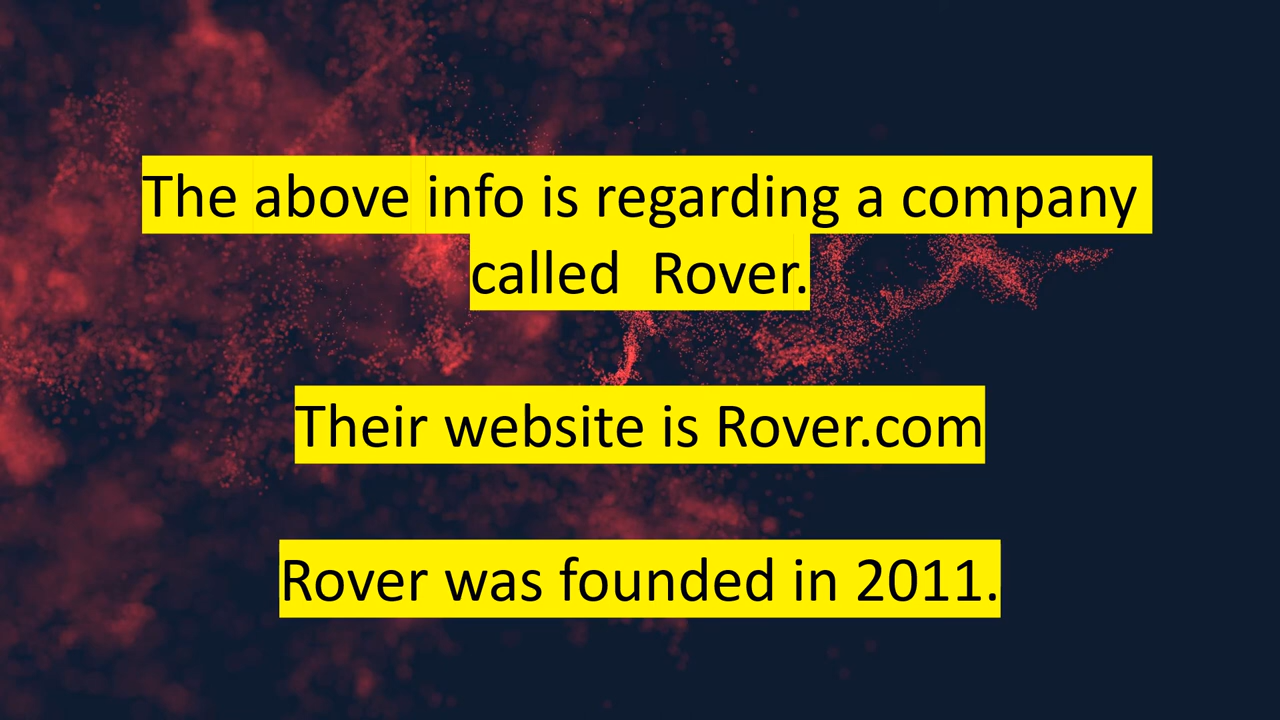 The above info is regarding a company
called  Rover.
Their website is Rover.com
Rover was founded in 2011.